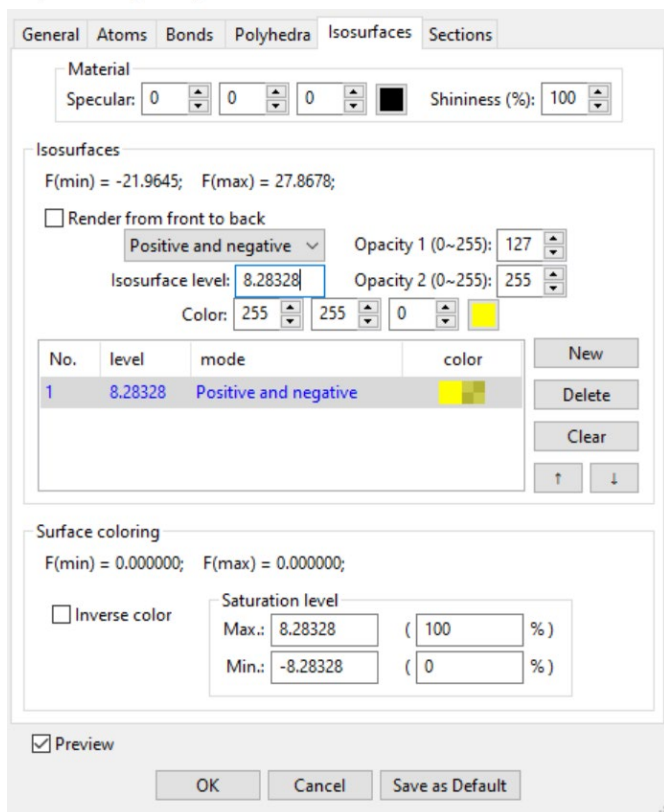 General Atoms Bonds Polyhedra Isosurfaces Sections
Material
Specular: 0 0 0 Shininess (%): 100
Isosurfaces
F(min) = -21.9645; F(max) = 27.8678;
Render from front to back
Positive and negative Opacity 1 (0~255): 127
Isosurface level: 8.28328 Opacity 2 (0~255): 255
Color: 255 255 0
No. level mode color New
1 8.28328 Positive and negative Delete
Clear
↑ ↓
Surface coloring
F(min) = 0.000000; F(max) = 0.000000;
Saturation level
Inverse color Max.: 8.28328 ( 100 % )
Min.: -8.28328 ( 0 % )
Preview
OK Cancel Save as Default